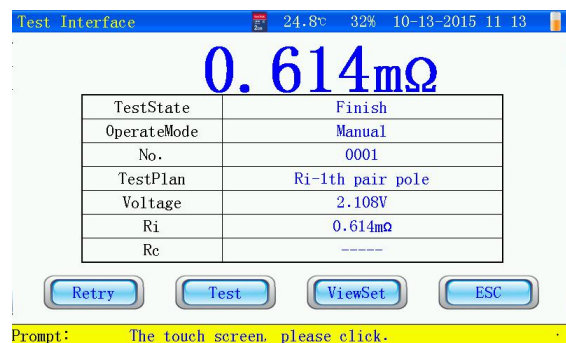 Test Interface 24.8℃ 32% 10-13-2015 11 13
0.614mΩ
TestState Finish
OperateMode Manual
No. 0001
TestPlan Ri-1th pair pole
Voltage 2.108V
Ri 0.614mΩ
Rc -----
Retry Test ViewSet ESC
Prompt: The touch screen, please click.